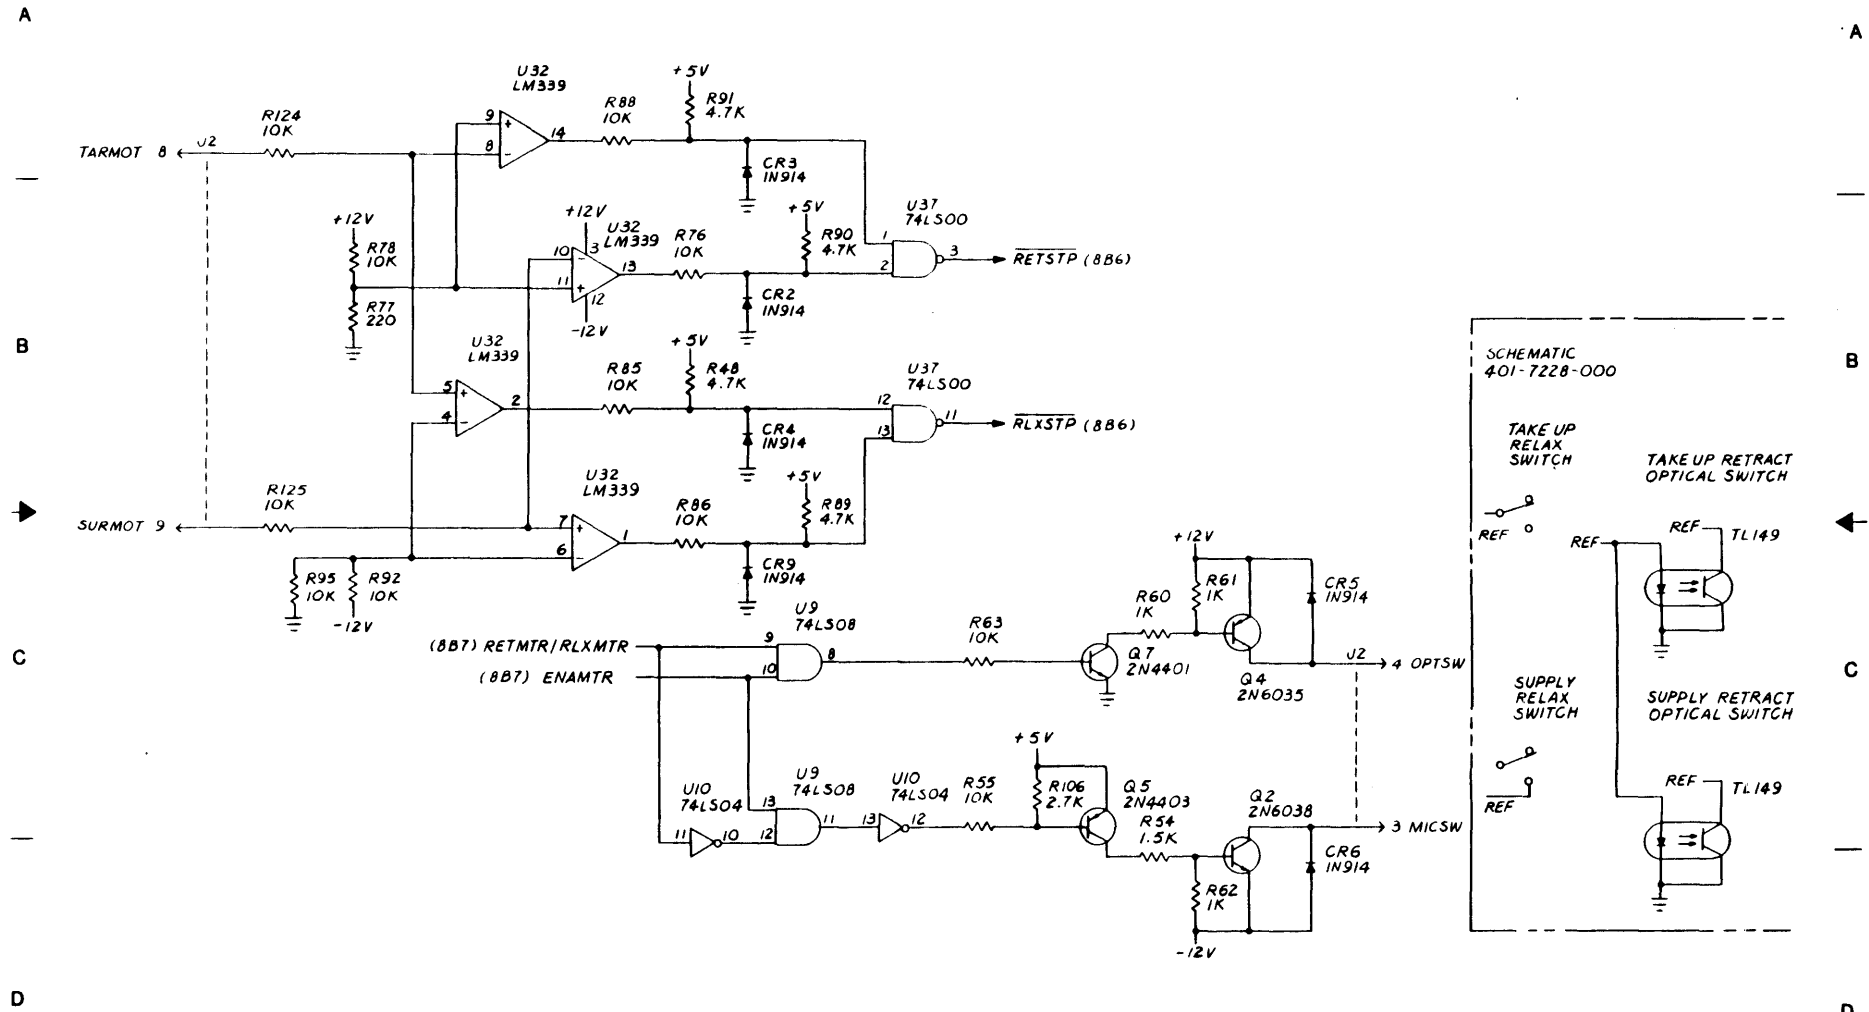 A
A
U32
LM339
+5V
R88
10K
R91
4.7K
R124
10K
9
+
14
TARMOT 8
J2
8
-
CR3
1N914
+12V
+12V
U32
LM339
R76
10K
+5V
R90
4.7K
U37
74LS00
R78
10K
10
-
3
13
1
3
RETSTP (8B6)
2
11
+
12
R77
220
-12V
CR2
1N914
B
B
U32
LM339
+5V
R85
10K
R48
4.7K
U37
74LS00
SCHEMATIC
401-7228-000
5
+
2
12
11
RLXSTP (8B6)
4
-
13
CR4
1N914
TAKE UP
RELAX
SWITCH
TAKE UP RETRACT
OPTICAL SWITCH
U32
LM339
+5V
R125
10K
R86
10K
R89
4.7K
SURMOT 9
7
+
1
6
-
REF
REF
REF
TL149
+12V
R95
10K
R92
10K
-12V
CR9
1N914
R60
1K
R61
1K
CR5
1N914
U9
74LS08
R63
10K
C
C
(8B7) RETMTR/RLXMTR
9
8
(8B7) ENAMTR
10
Q7
2N4401
J2
4 OPTSW
Q4
2N6035
SUPPLY
RELAX
SWITCH
SUPPLY RETRACT
OPTICAL SWITCH
+5V
U10
74LS04
U9
74LS08
U10
74LS04
R55
10K
R106
2.7K
Q5
2N4403
Q2
2N6038
REF
TL149
REF
13
11
13
12
R54
1.5K
3 MICSW
11
10
12
CR6
1N914
R62
1K
-12V
D
D